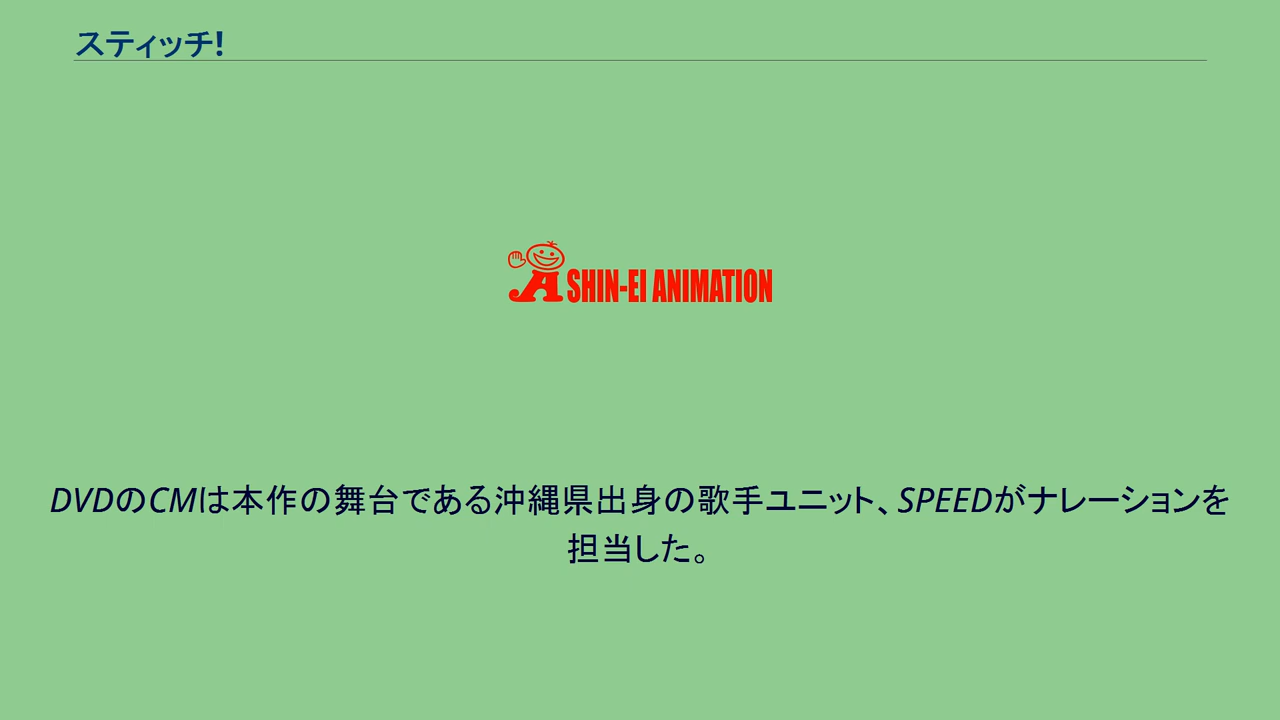 スティッチ!
SHIN-EI ANIMATION
DVDのCMは本作の舞台である沖縄県出身の歌手ユニット、SPEEDがナレーションを
担当した。